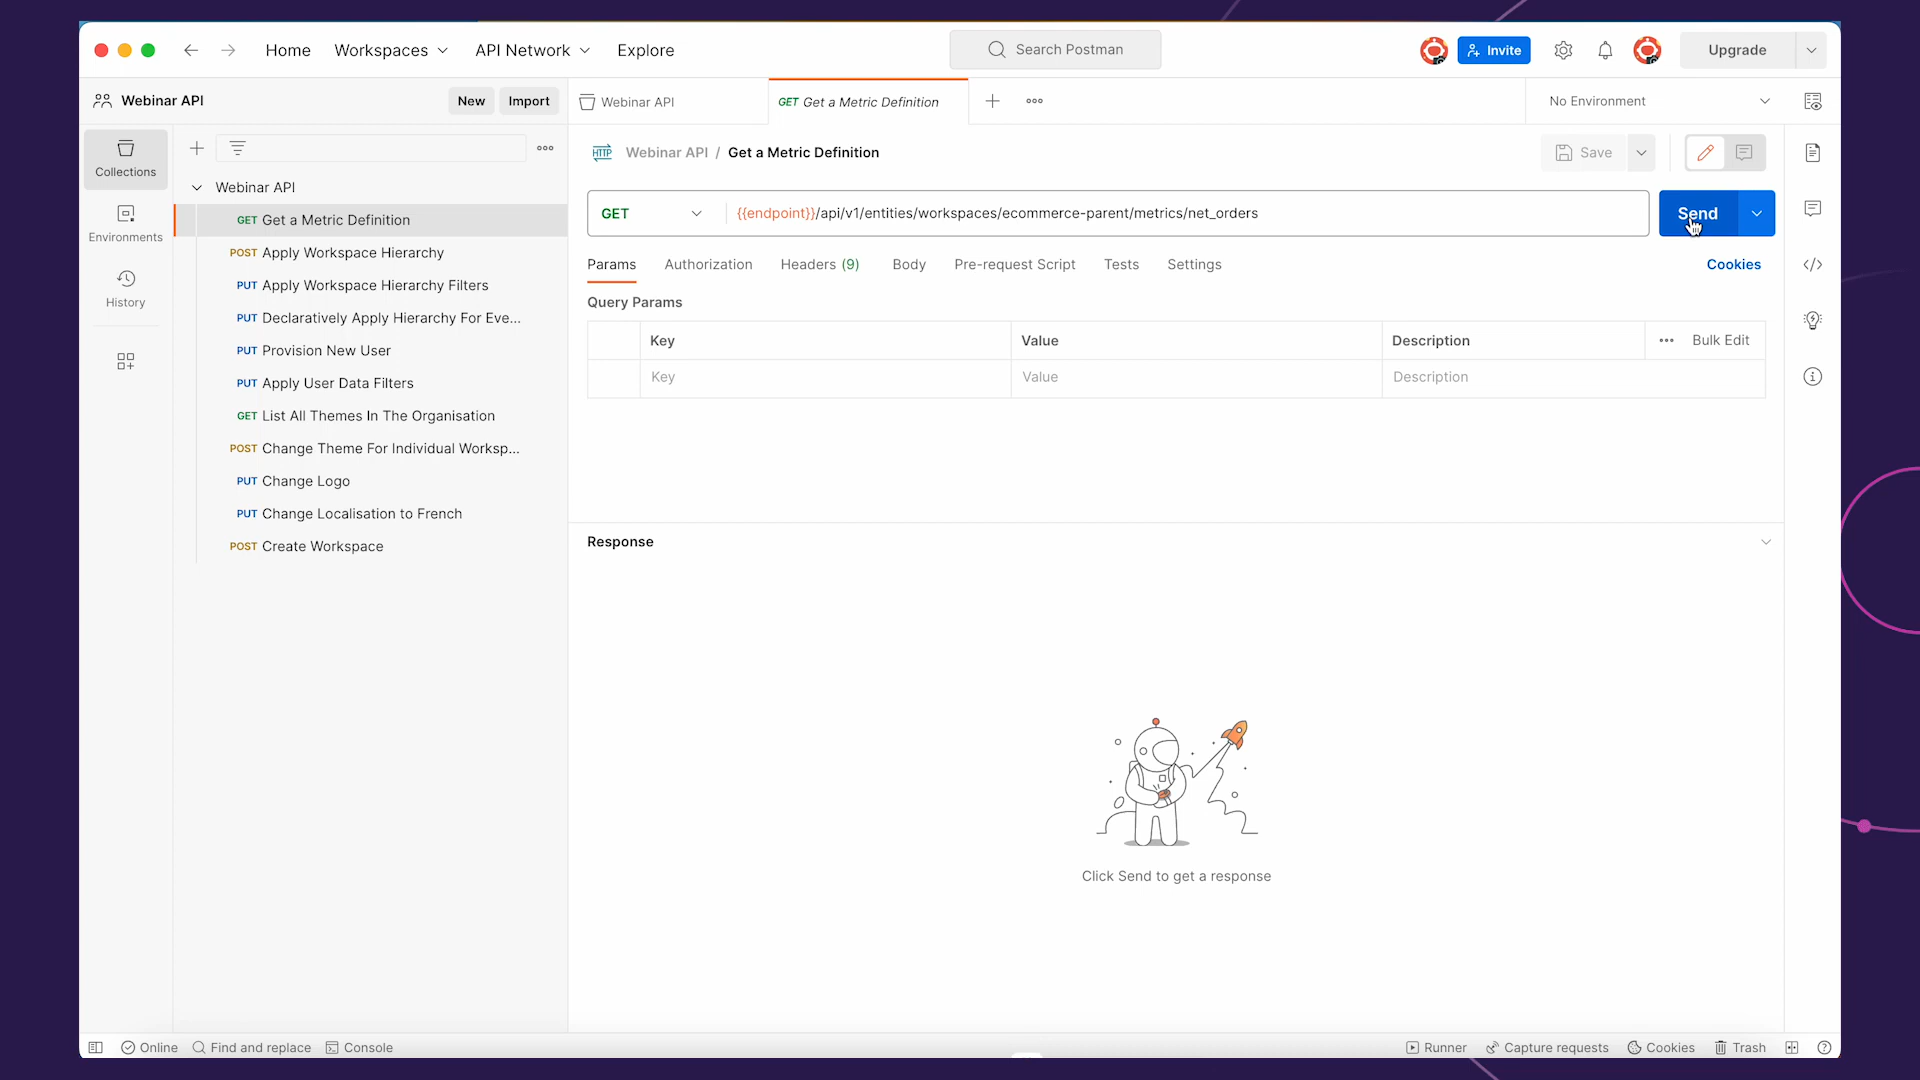 Home Workspaces API Network Explore Search Postman Invite Upgrade
Webinar API New Import Webinar API GET Get a Metric Definition No Environment
Collections
Environments
History
Webinar API
GET Get a Metric Definition
POST Apply Workspace Hierarchy
PUT Apply Workspace Hierarchy Filters
PUT Declaratively Apply Hierarchy For Eve...
PUT Provision New User
PUT Apply User Data Filters
GET List All Themes In The Organisation
POST Change Theme For Individual Worksp...
PUT Change Logo
PUT Change Localisation to French
POST Create Workspace
HTTP Webinar API / Get a Metric Definition Save
GET {{endpoint}}/api/v1/entities/workspaces/ecommerce-parent/metrics/net_orders Send
Params Authorization Headers (9) Body Pre-request Script Tests Settings Cookies
Query Params
Key Value Description Bulk Edit
Key Value Description
Response
Click Send to get a response
Online Find and replace Console Runner Capture requests Cookies Trash